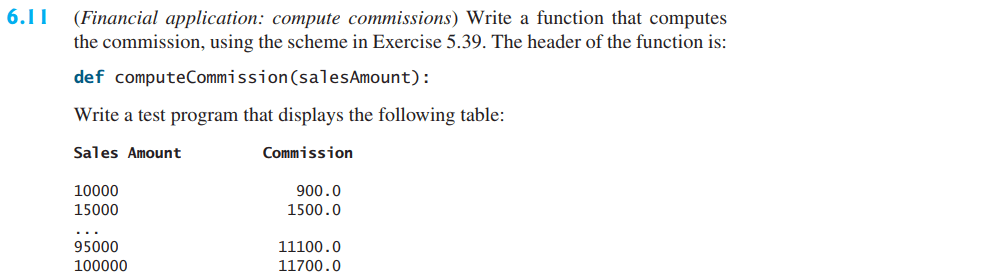 6.11 (Financial application: compute commissions) Write a function that computes
the commission, using the scheme in Exercise 5.39. The header of the function is:
def computeCommission(salesAmount):
Write a test program that displays the following table:
Sales Amount Commission
10000 900.0
15000 1500.0
...
95000 11100.0
100000 11700.0